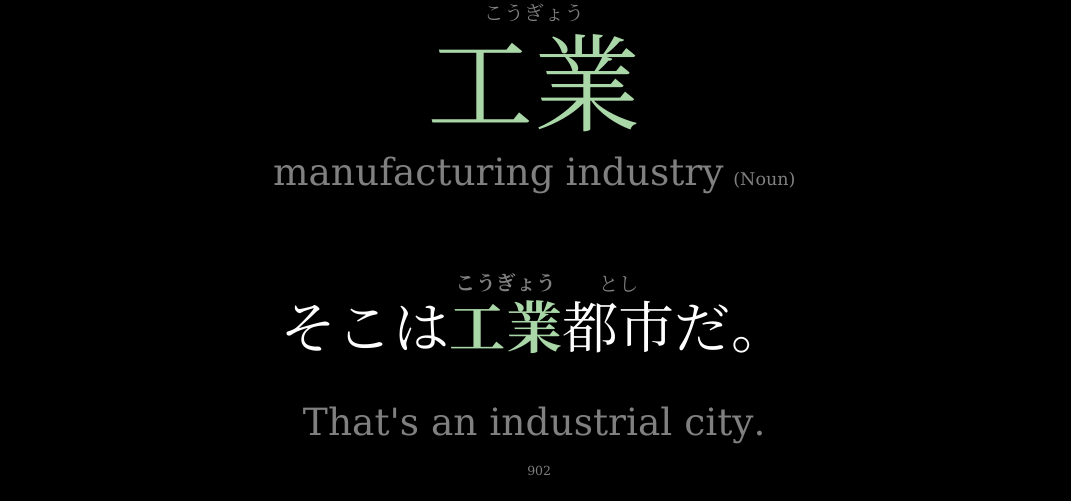 こうぎょう
工業
manufacturing industry (Noun)
こうぎょう とし
そこは工業都市だ。
That's an industrial city.
902